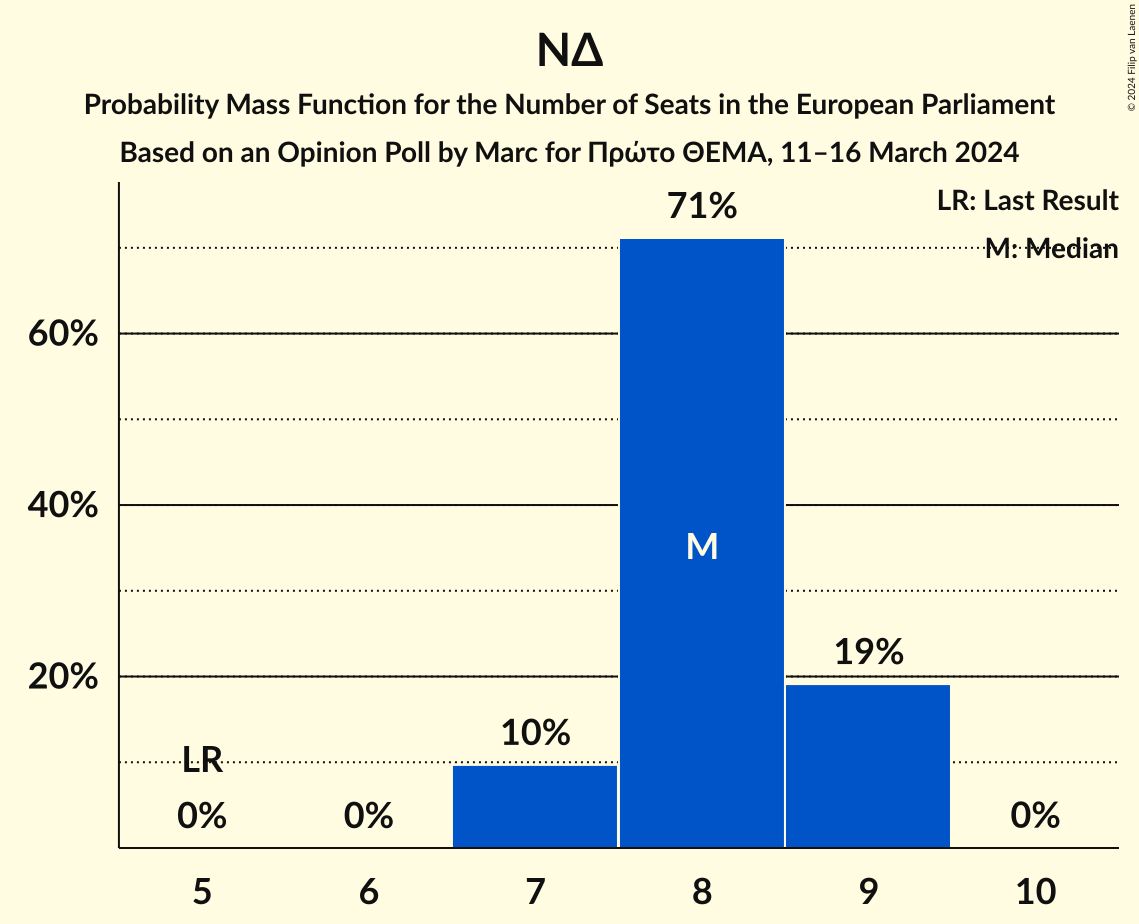 ΝΔ
Probability Mass Function for the Number of Seats in the European Parliament
Based on an Opinion Poll by Marc for Πρώτο ΘΕΜΑ, 11–16 March 2024
© 2024 Filip van Laenen
LR: Last Result
M: Median
71%
60%
40%
M
20%
19%
10%
LR
0%
0%
0%
5
6
7
8
9
10